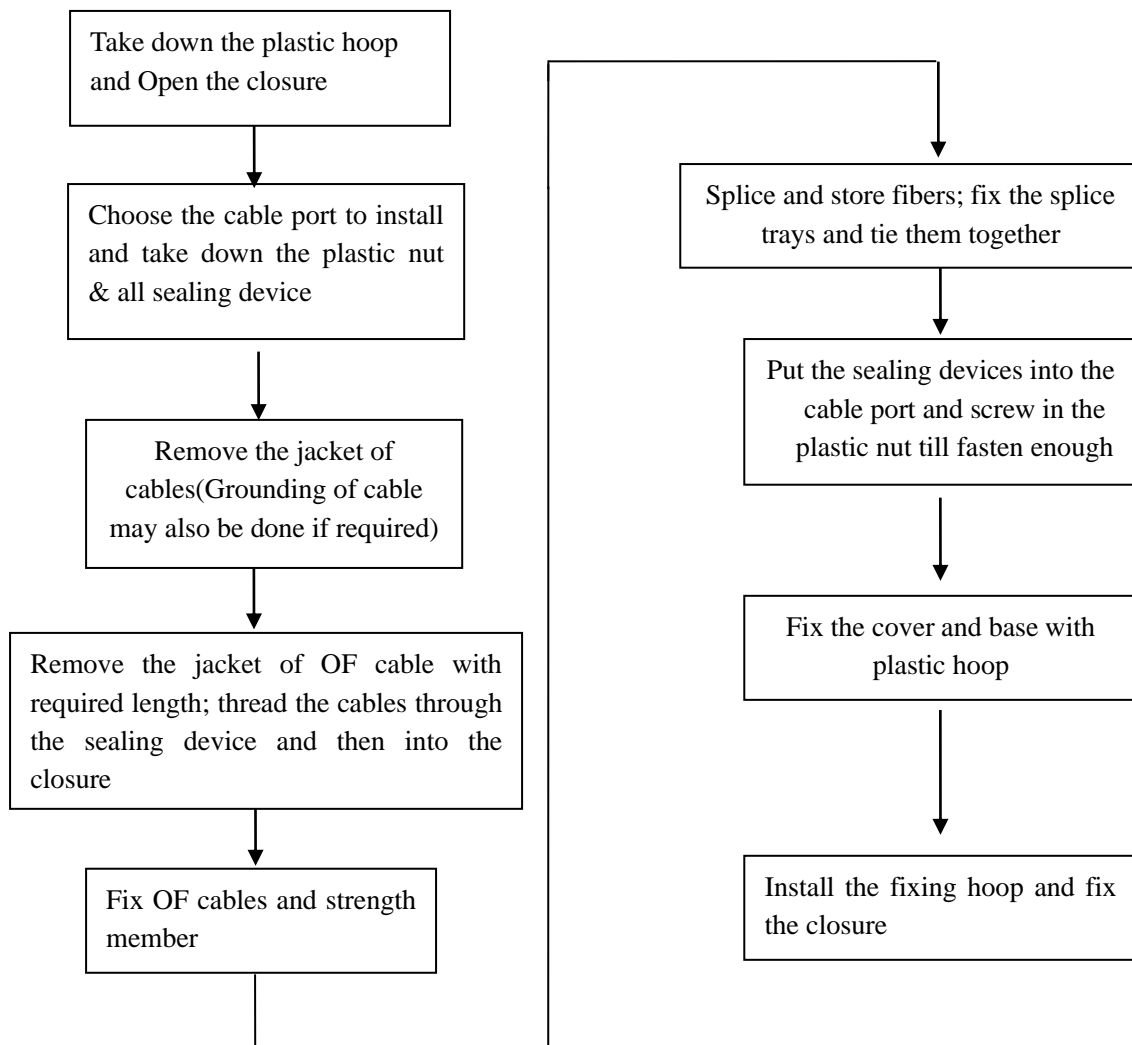 Take down the plastic hoop
and Open the closure
Choose the cable port to install
and take down the plastic nut
& all sealing device
Remove the jacket of
cables(Grounding of cable
may also be done if required)
Remove the jacket of OF cable with
required length; thread the cables through
the sealing device and then into the
closure
Fix OF cables and strength
member
Splice and store fibers; fix the splice
trays and tie them together
Put the sealing devices into the
cable port and screw in the
plastic nut till fasten enough
Fix the cover and base with
plastic hoop
Install the fixing hoop and fix
the closure